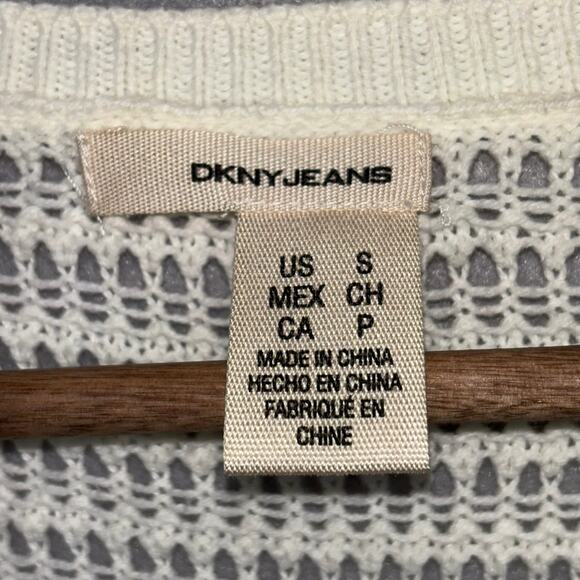 DKNYJEANS
US S
MEX CH
CA P
MADE IN CHINA
HECHO EN CHINA
FABRIQUÉ EN
CHINE